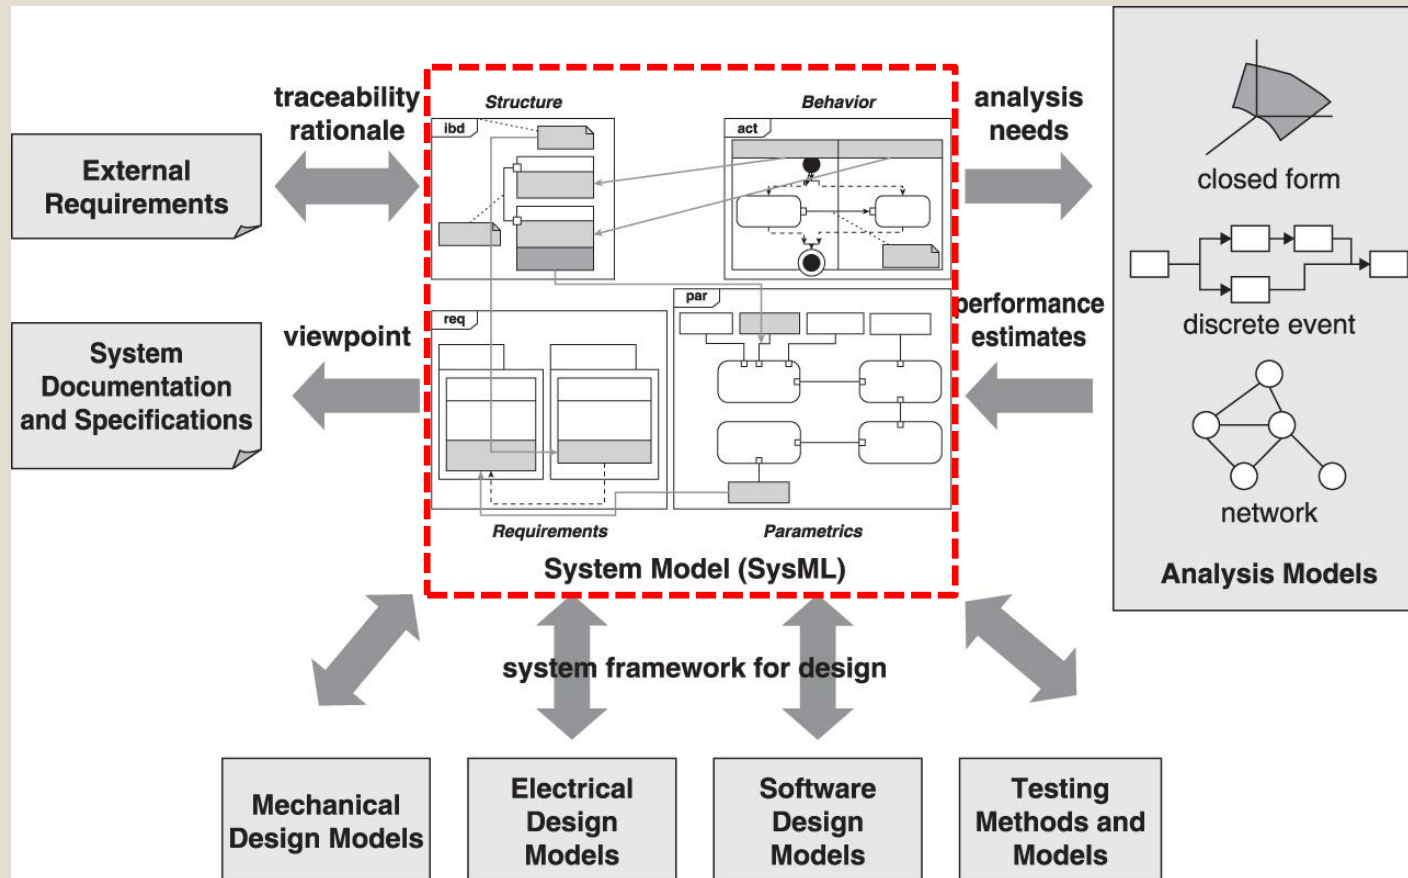 traceability
rationale
External
Requirements
System
Documentation
and Specifications
viewpoint
Structure
Behavior
ibd
act
req
par
Requirements
Parametrics
System Model (SysML)
analysis
needs
performance
estimates
closed form
discrete event
network
Analysis Models
system framework for design
Mechanical
Design Models
Electrical
Design
Models
Software
Design
Models
Testing
Methods and
Models